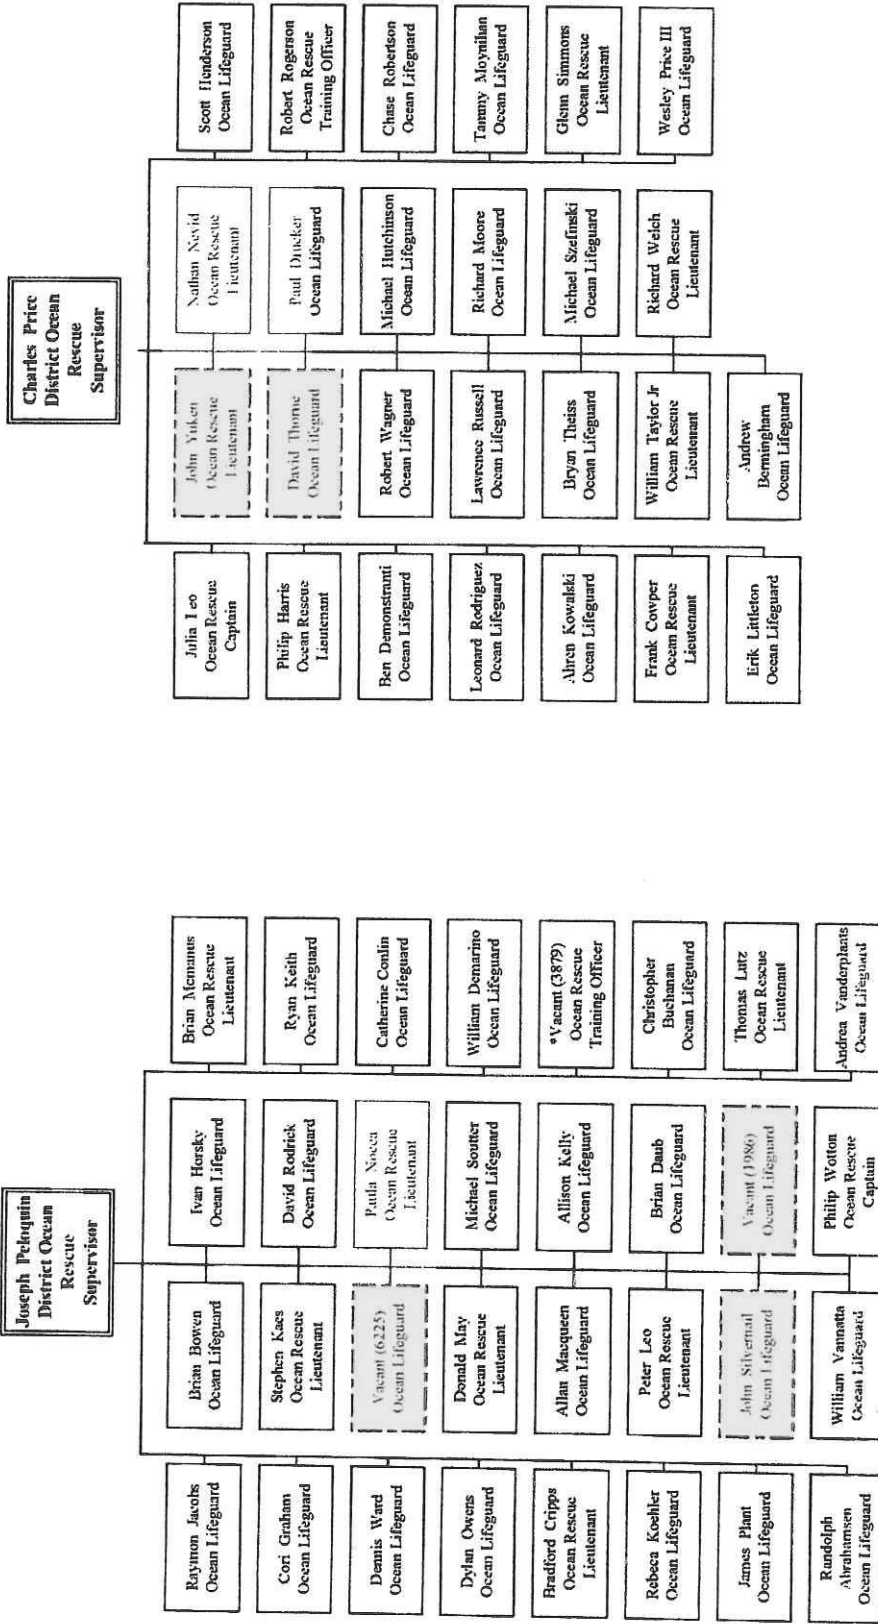 Joseph Peloquin
District Ocean
Rescue
Supervisor
Raymon Jacobs
Ocean Lifeguard
Brian Bowen
Ocean Lifeguard
Ivan Horsky
Ocean Lifeguard
Brian Mcmanus
Ocean Rescue
Lieutenant
Cori Graham
Ocean Lifeguard
Stephen Kaes
Ocean Rescue
Lieutenant
David Rodrick
Ocean Lifeguard
Ryan Keith
Ocean Lifeguard
Dennis Ward
Ocean Lifeguard
Vacant (6225)
Ocean Lifeguard
Paula Nocca
Ocean Rescue
Lieutenant
Catherine Conlin
Ocean Lifeguard
Dylan Owens
Ocean Lifeguard
Donald May
Ocean Rescue
Lieutenant
Michael Soutter
Ocean Lifeguard
William Demarino
Ocean Lifeguard
Bradford Cripps
Ocean Rescue
Lieutenant
Allan Macqueen
Ocean Lifeguard
Allison Kelly
Ocean Lifeguard
*Vacant (3879)
Ocean Rescue
Training Officer
Rebeca Koehler
Ocean Lifeguard
Peter Leo
Ocean Rescue
Lieutenant
Brian Daub
Ocean Lifeguard
Christopher
Buchanan
Ocean Lifeguard
James Plant
Ocean Lifeguard
John Silvernail
Ocean Lifeguard
Vacant (1986)
Ocean Lifeguard
Thomas Lutz
Ocean Rescue
Lieutenant
Randolph
Abrahamsen
Ocean Lifeguard
William Vannatta
Ocean Lifeguard
Philip Wotton
Ocean Rescue
Captain
Andrea Vanderplaats
Ocean Lifeguard
Charles Price
District Ocean
Rescue
Supervisor
Julia Leo
Ocean Rescue
Captain
John Yuken
Ocean Rescue
Lieutenant
Nathan Nevid
Ocean Rescue
Lieutenant
Scott Henderson
Ocean Lifeguard
Philip Harris
Ocean Rescue
Lieutenant
David Thorne
Ocean Lifeguard
Paul Drucker
Ocean Lifeguard
Robert Rogerson
Ocean Rescue
Training Officer
Ben Demonstranti
Ocean Lifeguard
Robert Wagner
Ocean Lifeguard
Michael Hutchinson
Ocean Lifeguard
Chase Robertson
Ocean Lifeguard
Leonard Rodriguez
Ocean Lifeguard
Lawrence Russell
Ocean Lifeguard
Richard Moore
Ocean Lifeguard
Tammy Moynihan
Ocean Lifeguard
Ahren Kowalski
Ocean Lifeguard
Bryan Theiss
Ocean Lifeguard
Michael Szefinski
Ocean Lifeguard
Glenn Simmons
Ocean Rescue
Lieutenant
Frank Cowper
Ocean Rescue
Lieutenant
William Taylor Jr
Ocean Rescue
Lieutenant
Richard Welch
Ocean Rescue
Lieutenant
Wesley Price III
Ocean Lifeguard
Erik Littleton
Ocean Lifeguard
Andrew
Bermingham
Ocean Lifeguard